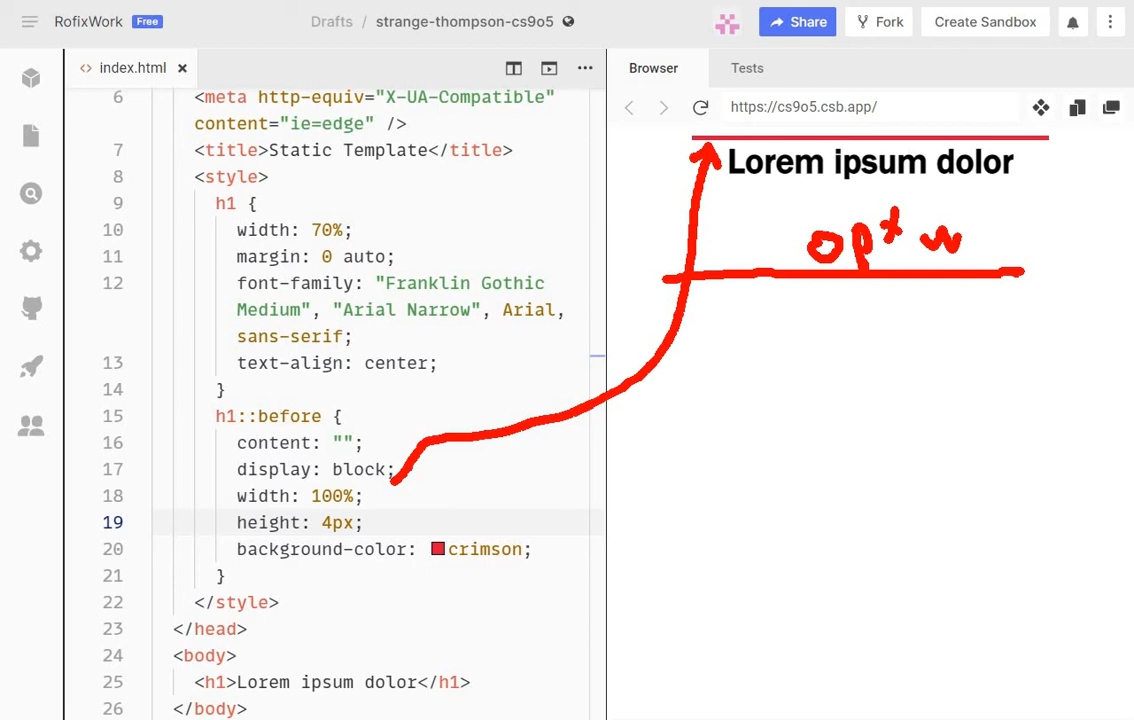 RofixWork Free Drafts / strange-thompson-cs9o5 Share Fork Create Sandbox
index.html
Browser Tests
https://cs9o5.csb.app/
6 <meta http-equiv="X-UA-Compatible"
content="ie=edge" />
7 <title>Static Template</title>
8 <style>
9 h1 {
10 width: 70%;
11 margin: 0 auto;
12 font-family: "Franklin Gothic
Medium", "Arial Narrow", Arial,
sans-serif;
13 text-align: center;
14 }
15 h1::before {
16 content: "";
17 display: block;
18 width: 100%;
19 height: 4px;
20 background-color: crimson;
21 }
22 </style>
23 </head>
24 <body>
25 <h1>Lorem ipsum dolor</h1>
26 </body>
Lorem ipsum dolor